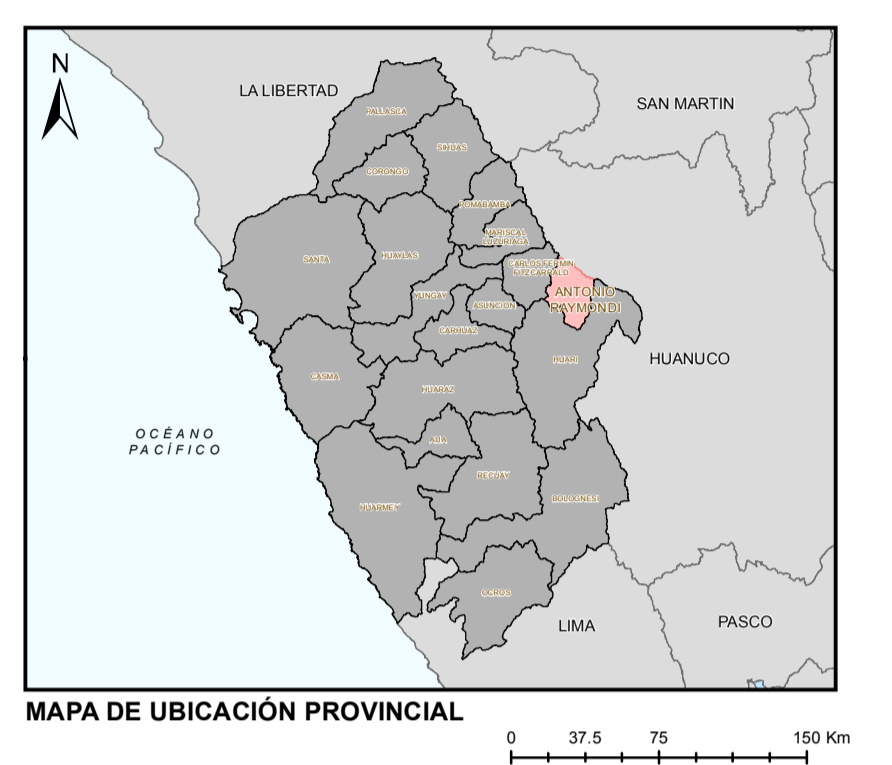 N
LA LIBERTAD
SAN MARTIN
PALLASCA
SIHUAS
CORONGO
POMABAMBA
MARISCAL
LUZURIAGA
SANTA
HUAYLAS
CARLOS FERMIN
FITZCARRALD
YUNGAY
ANTONIO
RAYMONDI
ASUNCION
CARHUAZ
HUARI
HUANUCO
CASMA
HUARAZ
OCÉANO
PACÍFICO
AIJA
RECUAY
BOLOGNESI
HUARMEY
OCROS
LIMA
PASCO
MAPA DE UBICACIÓN PROVINCIAL
0 37.5 75 150 Km